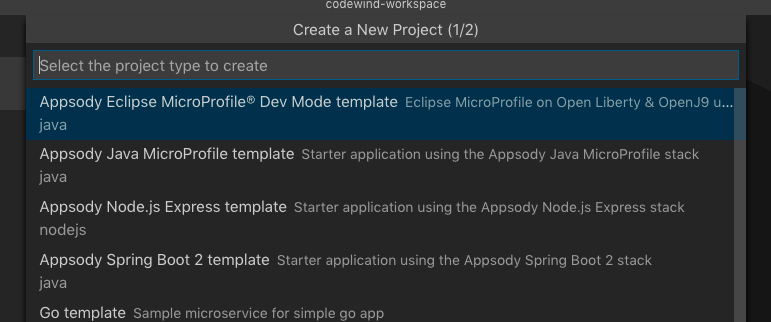 codewind-workspace
Create a New Project (1/2)
Select the project type to create
Appsody Eclipse MicroProfile® Dev Mode template Eclipse MicroProfile on Open Liberty & OpenJ9 u...
java
Appsody Java MicroProfile template Starter application using the Appsody Java MicroProfile stack
java
Appsody Node.js Express template Starter application using the Appsody Node.js Express stack
nodejs
Appsody Spring Boot 2 template Starter application using the Appsody Spring Boot 2 stack
java
Go template Sample microservice for simple go app